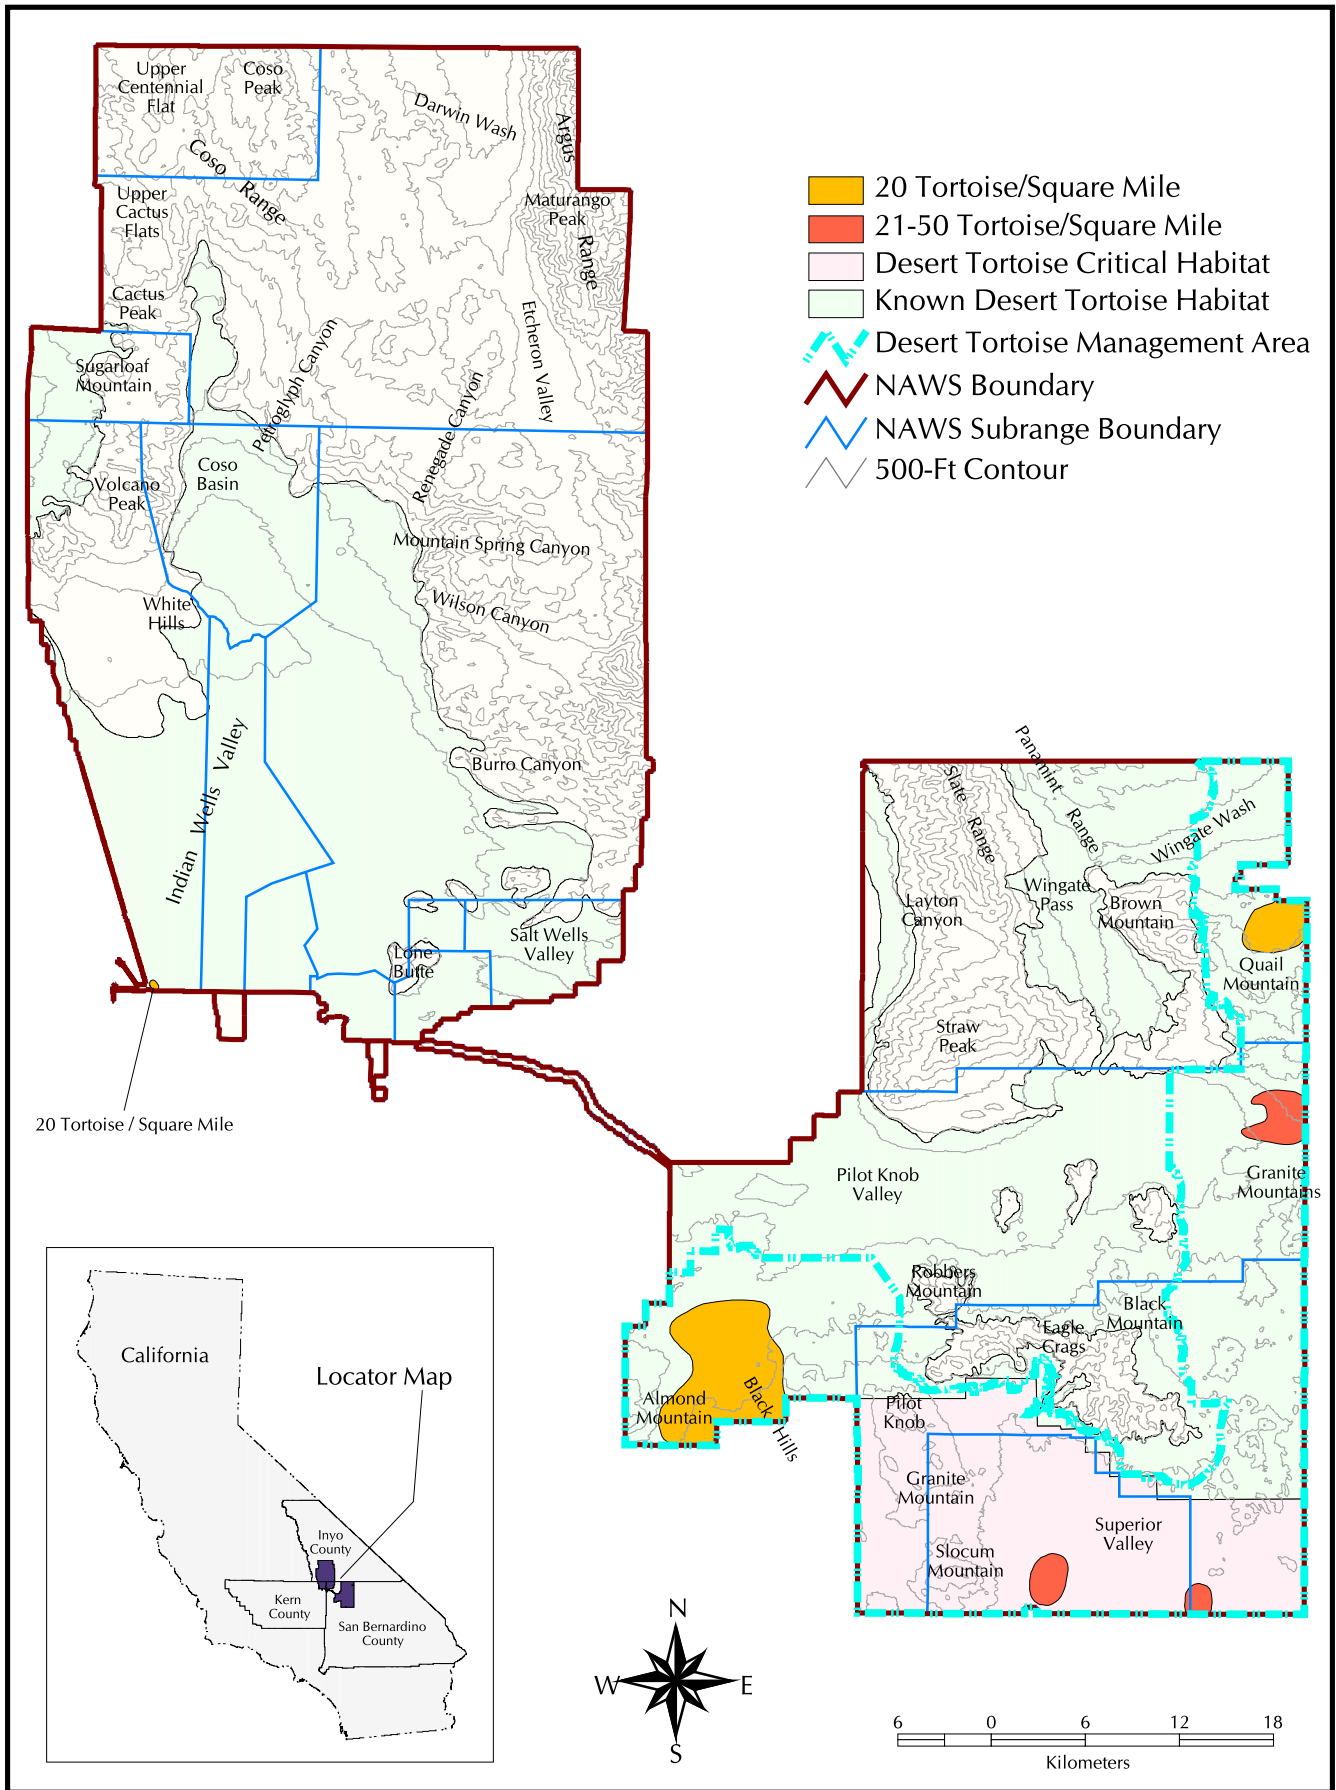 Upper
Centennial
Flat
Coso
Peak
Darwin Wash
Argus
Range
Coso
Range
Upper
Cactus
Flats
Maturango
Peak
Cactus
Peak
Etcheron Valley
Petroglyph Canyon
Renegade Canyon
Sugarloaf
Mountain
Volcano
Peak
Coso
Basin
Mountain Spring Canyon
Wilson Canyon
White
Hills
Burro Canyon
Indian Wells Valley
Lone
Butte
Salt Wells
Valley
20 Tortoise / Square Mile
20 Tortoise/Square Mile
21-50 Tortoise/Square Mile
Desert Tortoise Critical Habitat
Known Desert Tortoise Habitat
Desert Tortoise Management Area
NAWS Boundary
NAWS Subrange Boundary
500-Ft Contour
Panamint
Range
Slate
Range
Wingate Wash
Layton
Canyon
Wingate
Pass
Brown
Mountain
Quail
Mountain
Straw
Peak
Pilot Knob
Valley
Granite
Mountains
Robbers
Mountain
Black
Mountain
Eagle
Crags
Almond
Mountain
Black
Hills
Pilot
Knob
Granite
Mountain
Superior
Valley
Slocum
Mountain
California
Locator Map
Inyo
County
Kern
County
San Bernardino
County
N
W
E
S
6
0
6
12
18
Kilometers